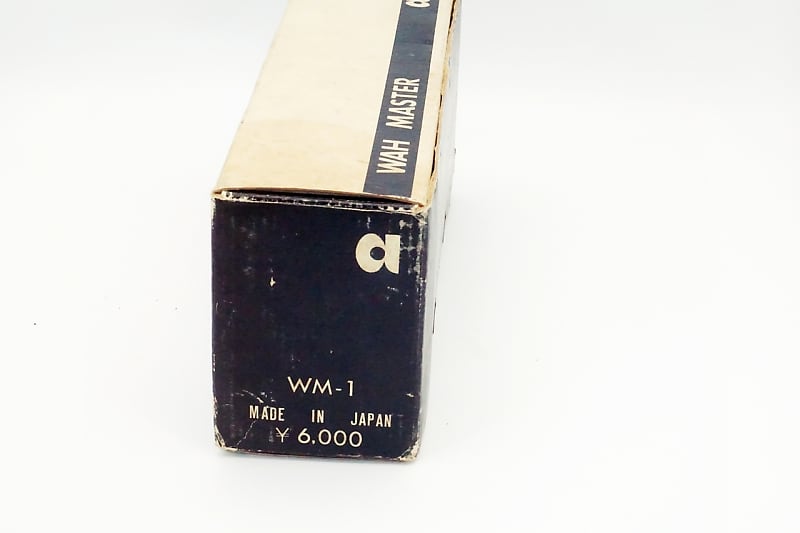 a
WAH MASTER
a
WM-1
MADE IN JAPAN
¥ 6,000